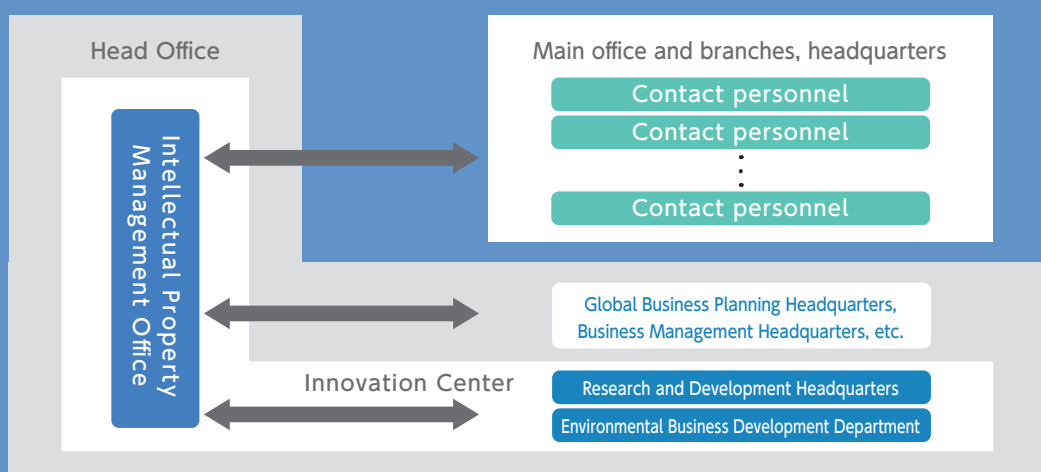 Head Office
Intellectual Property
Management Office
Main office and branches, headquarters
Contact personnel
Contact personnel
Contact personnel
Global Business Planning Headquarters,
Business Management Headquarters, etc.
Innovation Center
Research and Development Headquarters
Environmental Business Development Department